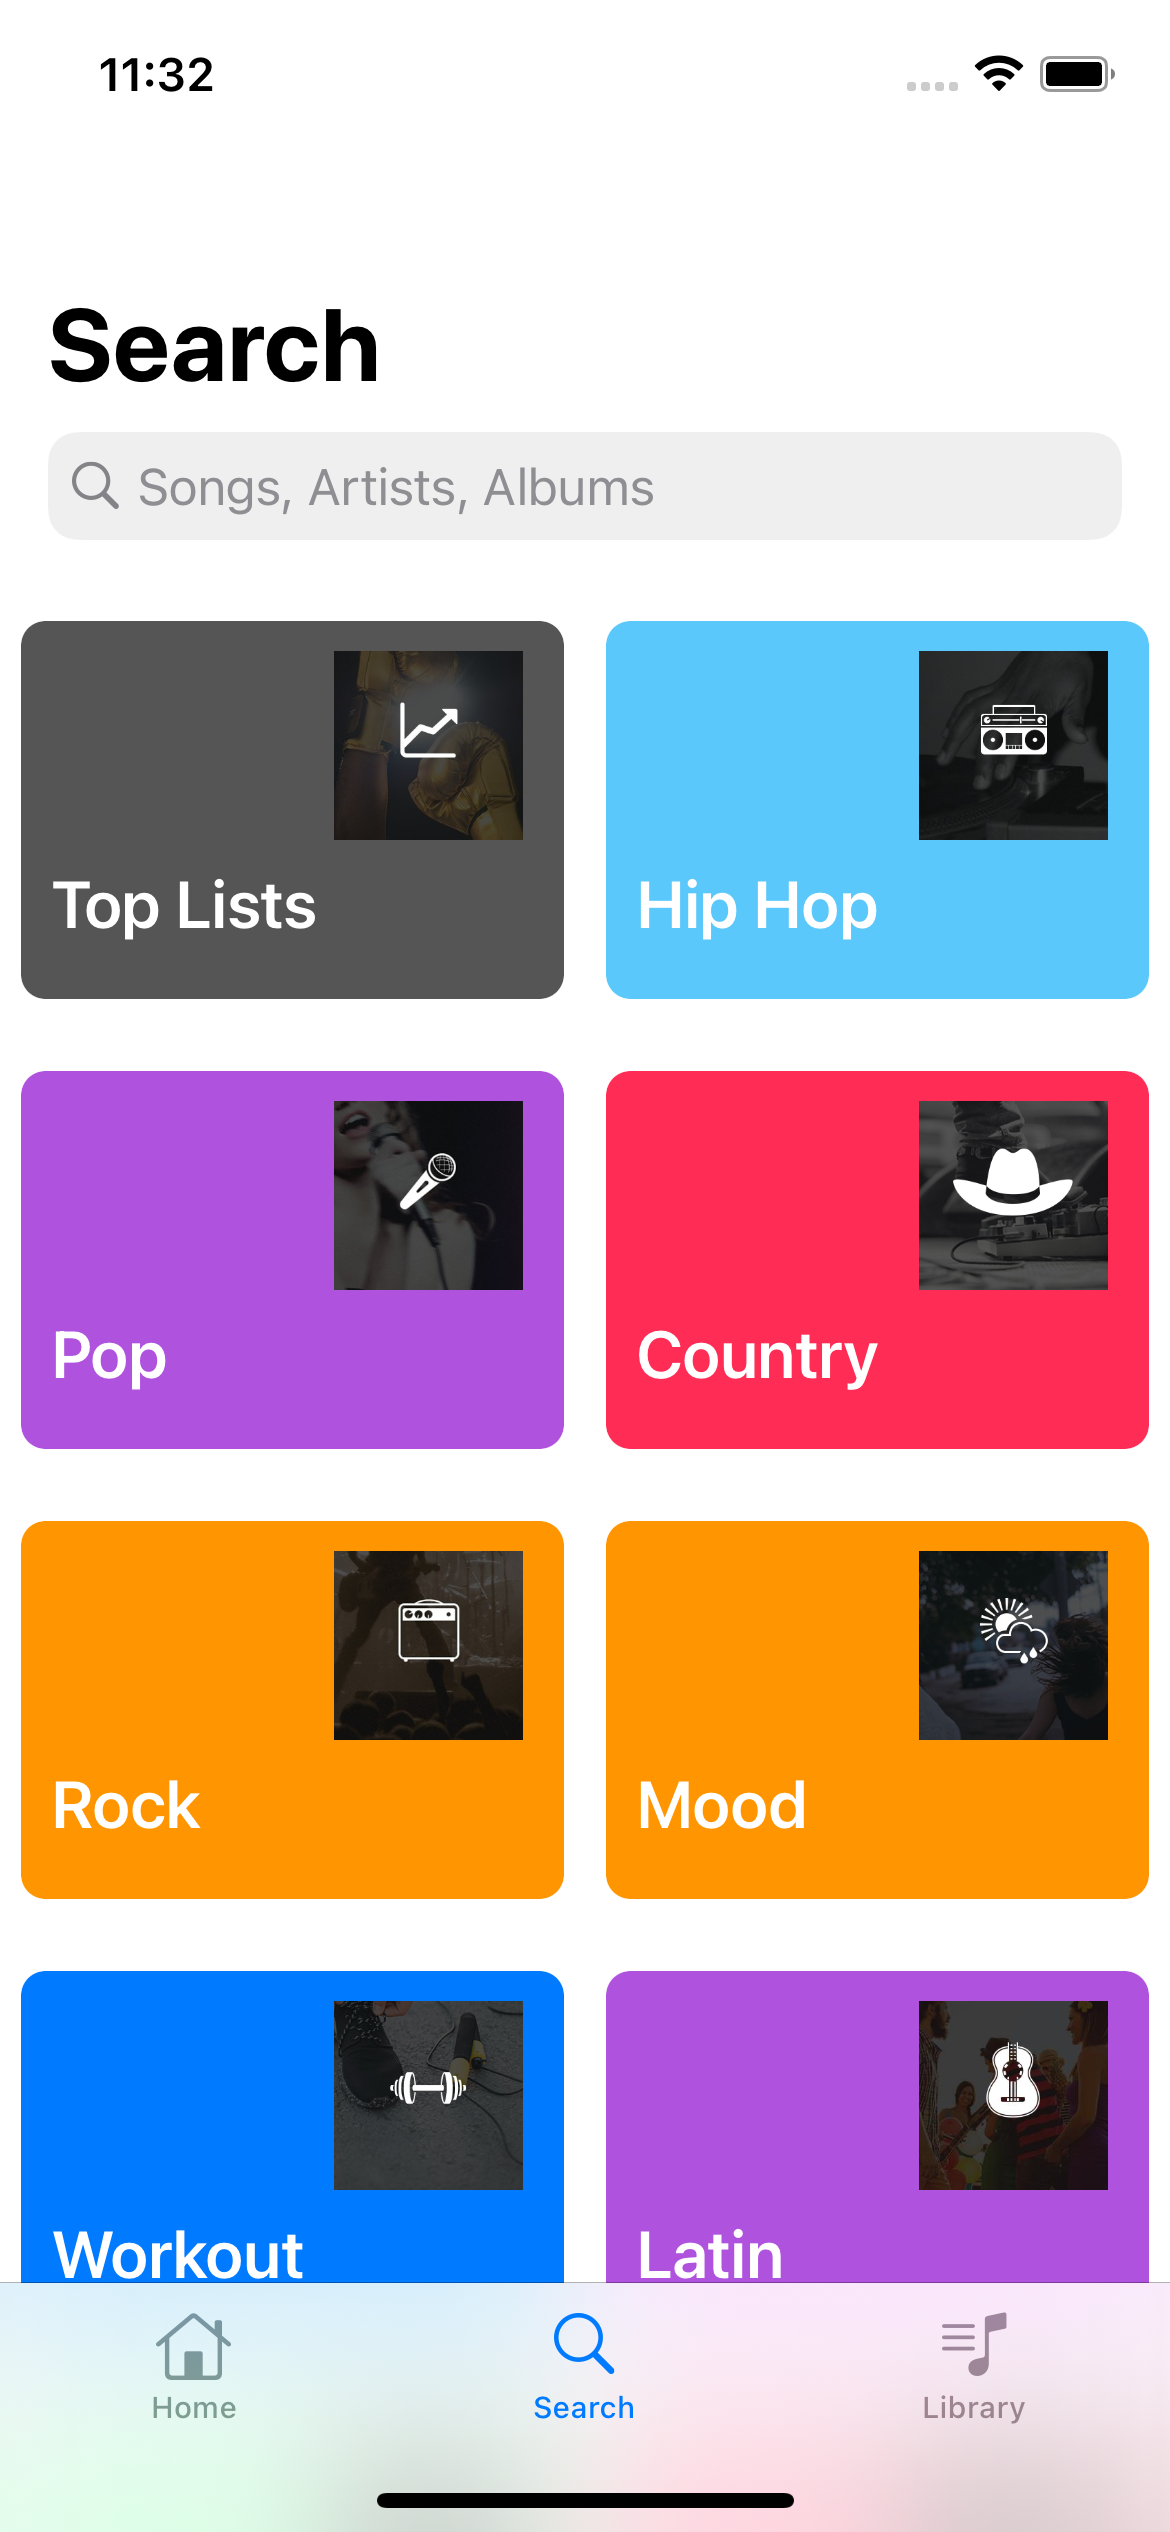 11:32
Search
Songs, Artists, Albums
Top Lists
Hip Hop
Pop
Country
Rock
Mood
Workout
Latin
Home
Search
Library